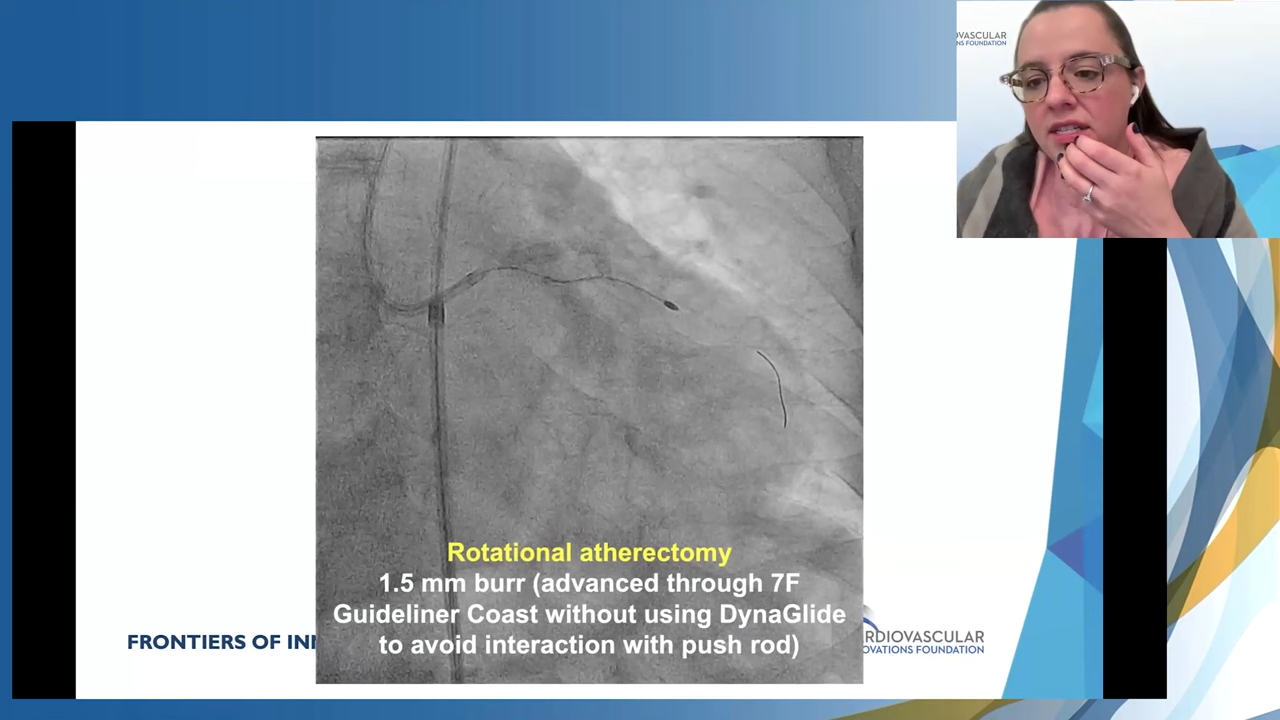 OVASCULAR
NS FOUNDATION
Rotational atherectomy
1.5 mm burr (advanced through 7F
Guideliner Coast without using DynaGlide
to avoid interaction with push rod)
FRONTIERS OF INN
RDIOVASCULAR
OVATIONS FOUNDATION